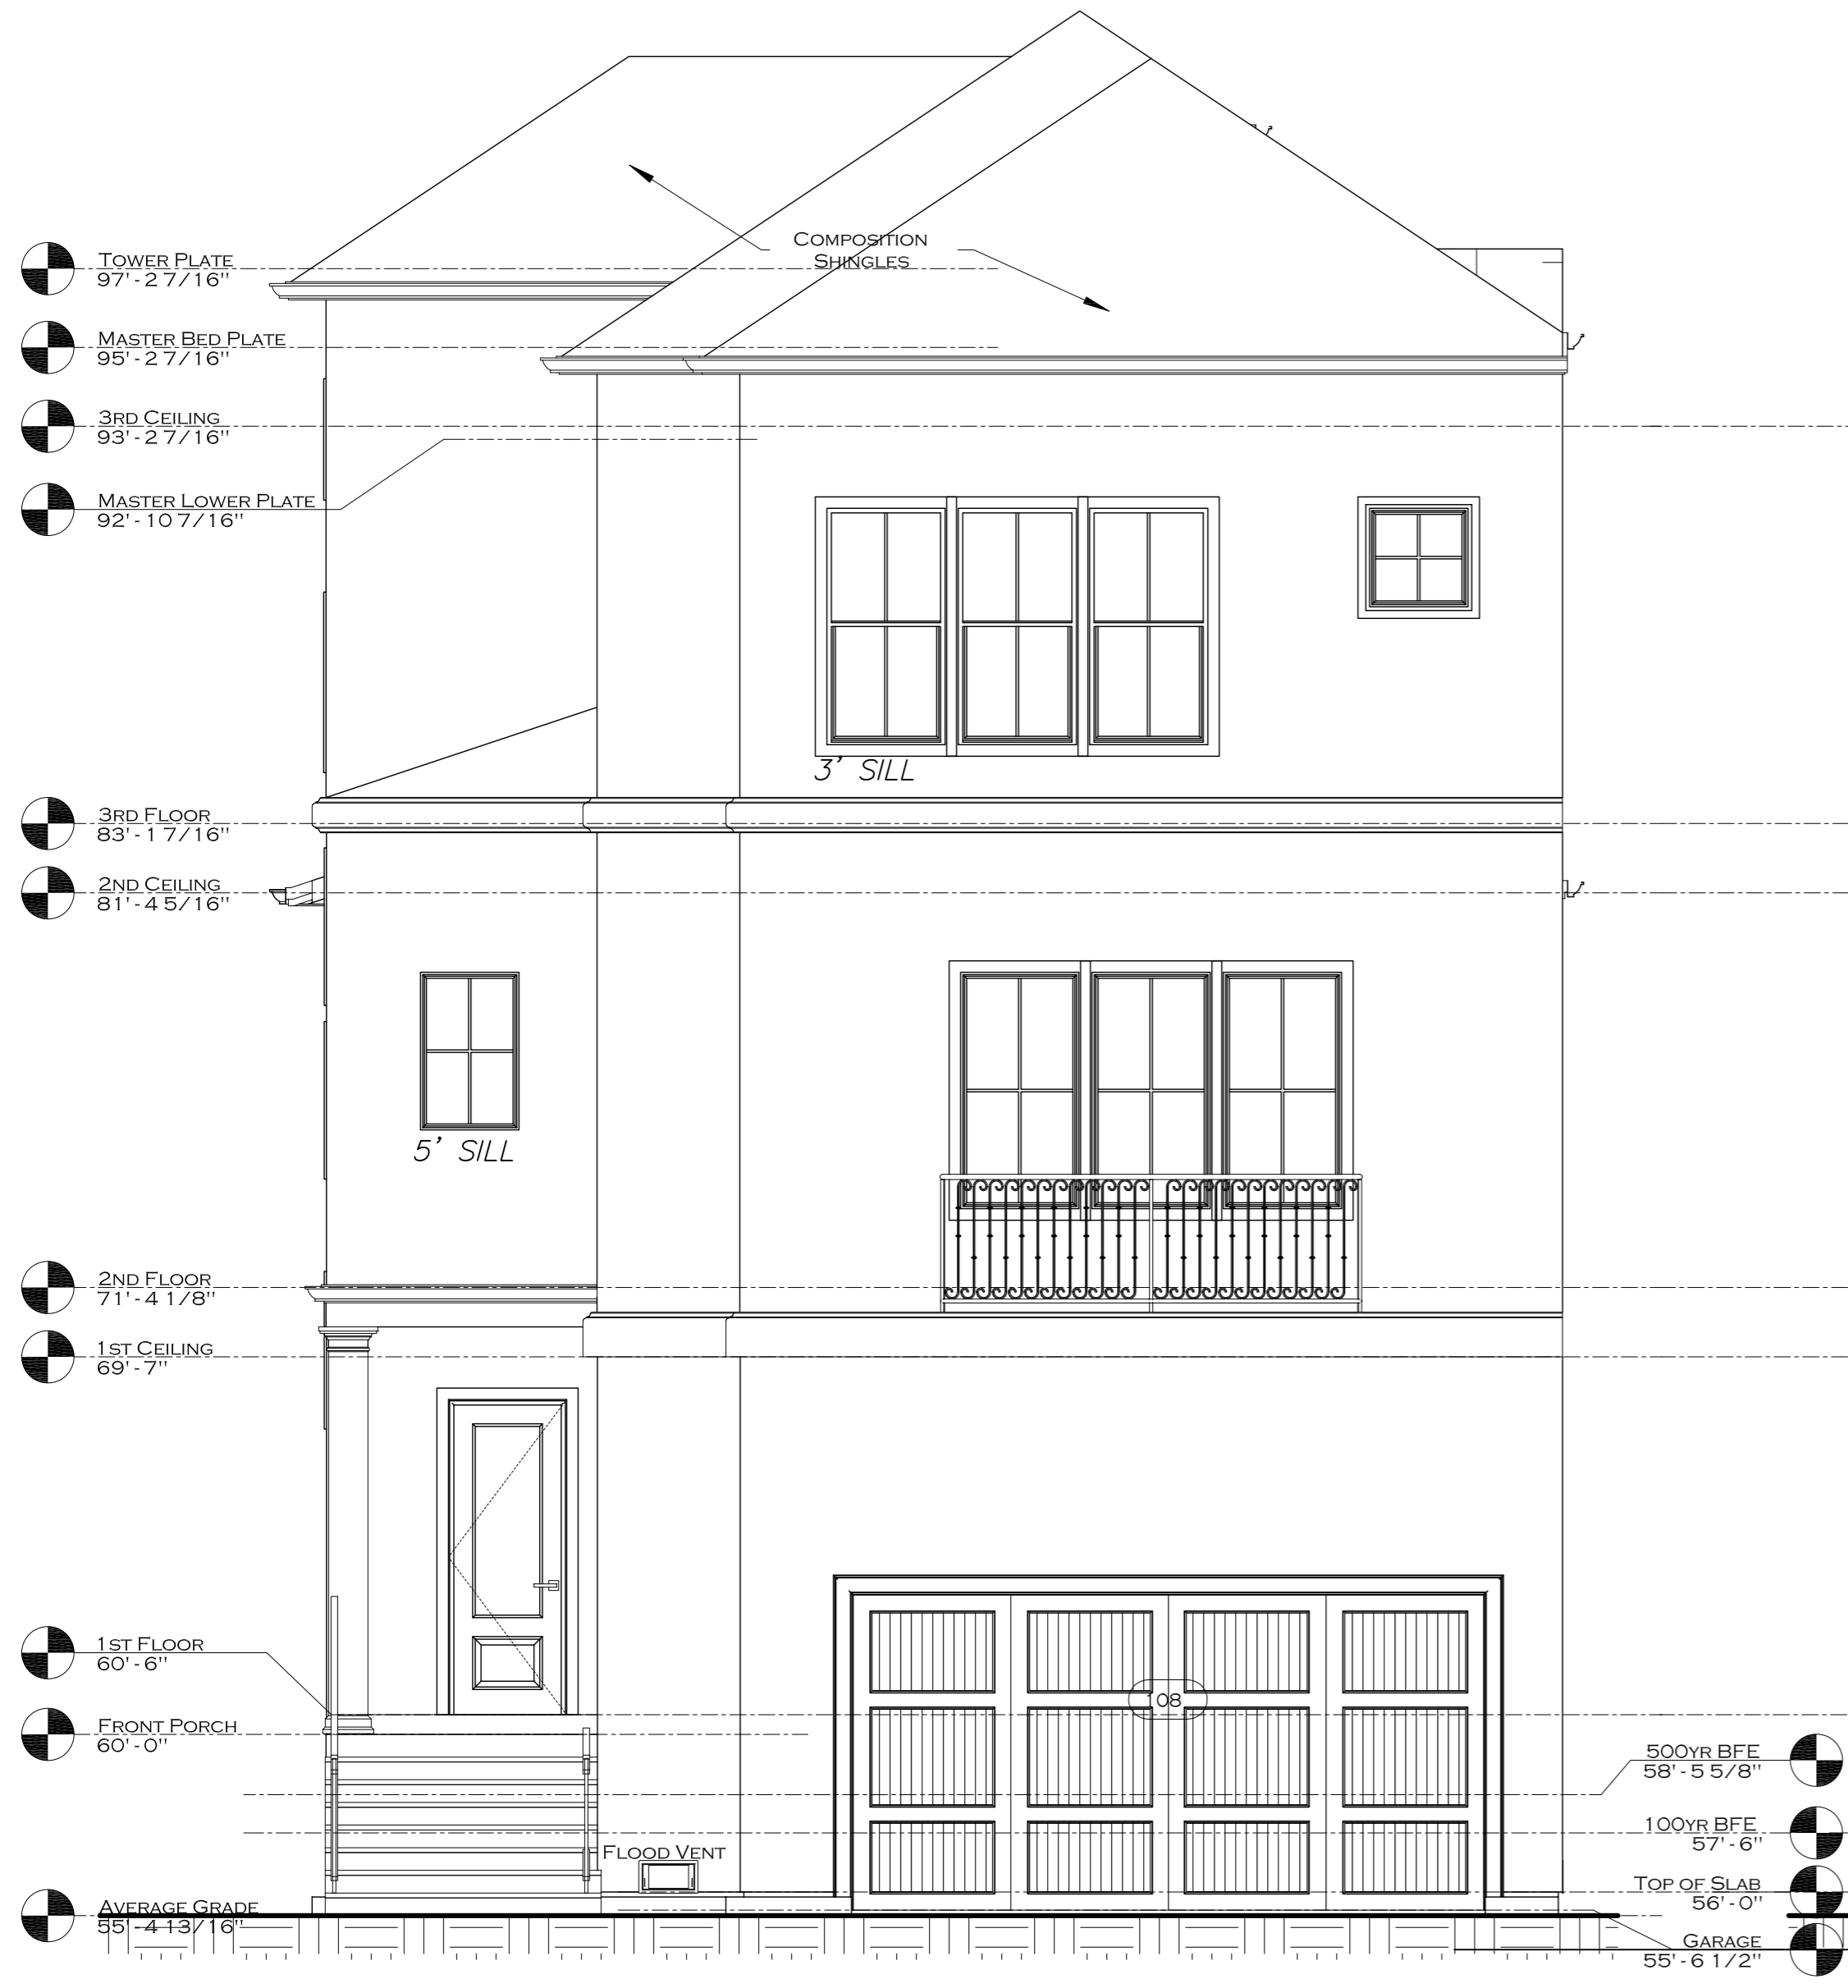 COMPOSITION
SHINGLES
TOWER PLATE
97'-2 7/16"
MASTER BED PLATE
95'-2 7/16"
3RD CEILING
93'-2 7/16"
MASTER LOWER PLATE
92'-10 7/16"
3' SILL
3RD FLOOR
83'-1 7/16"
2ND CEILING
81'-4 5/16"
5' SILL
2ND FLOOR
71'-4 1/8"
1ST CEILING
69'-7"
1ST FLOOR
60'-6"
108
FRONT PORCH
60'-0"
500YR BFE
58'-5 5/8"
100YR BFE
57'-6"
FLOOD VENT
TOP OF SLAB
56'-0"
AVERAGE GRADE
55'-4 13/16"
GARAGE
55'-6 1/2"